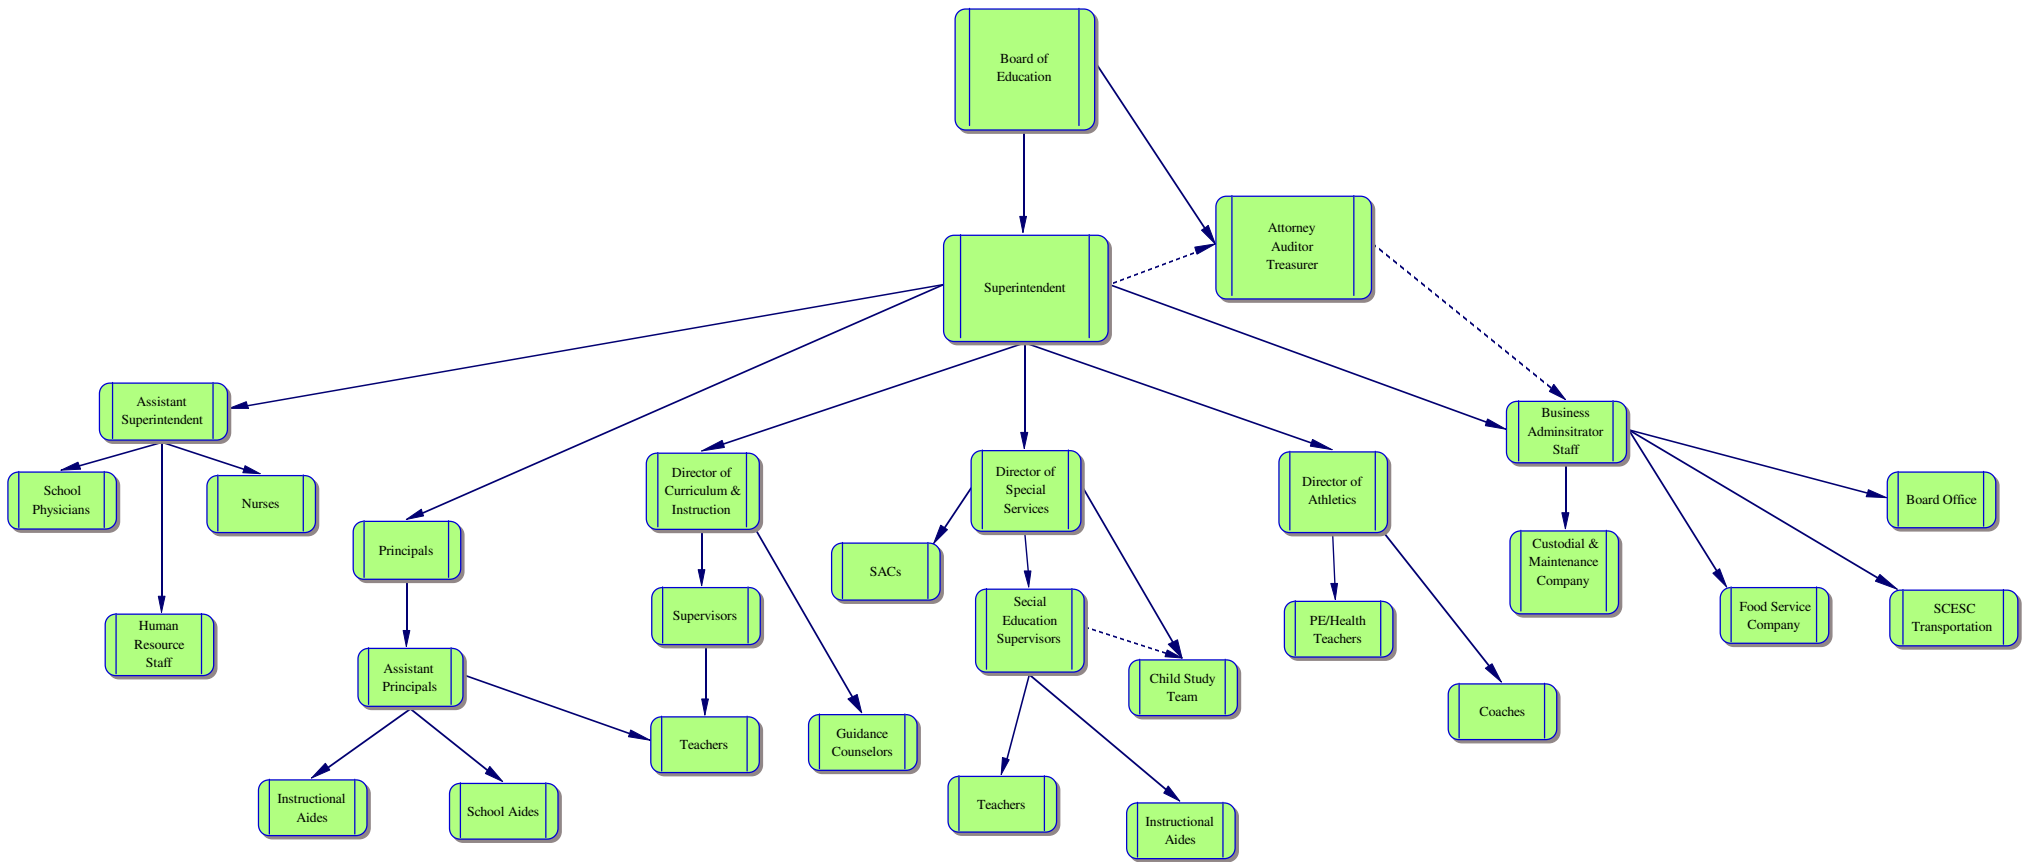 Board of
Education
Attorney
Auditor
Treasurer
Superintendent
Assistant
Superintendent
Business
Adminsitrator
Staff
School
Physicians
Nurses
Human
Resource
Staff
Principals
Director of
Curriculum &
Instruction
Director of
Special
Services
Director of
Athletics
Board Office
Custodial &
Maintenance
Company
Food Service
Company
SCESC
Transportation
SACs
Supervisors
Secial
Education
Supervisors
PE/Health
Teachers
Child Study
Team
Assistant
Principals
Coaches
Teachers
Guidance
Counselors
Instructional
Aides
School Aides
Teachers
Instructional
Aides